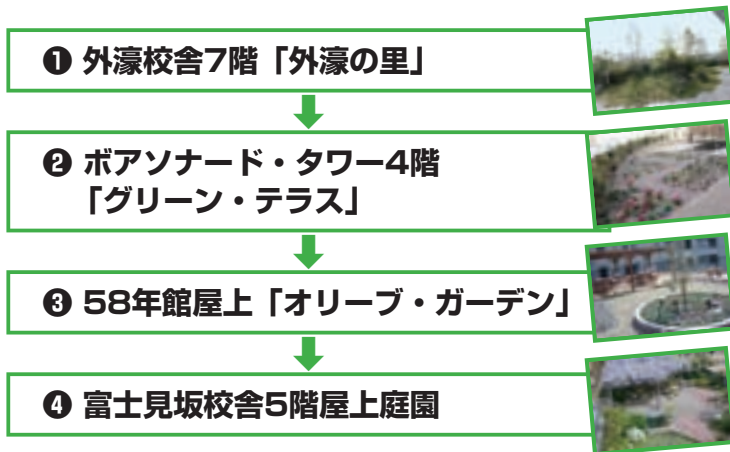 ❶ 外濠校舎7階「外濠の里」
❷ ボアソナード・タワー4階
「グリーン・テラス」
❸ 58年館屋上「オリーブ・ガーデン」
❹ 富士見坂校舎5階屋上庭園